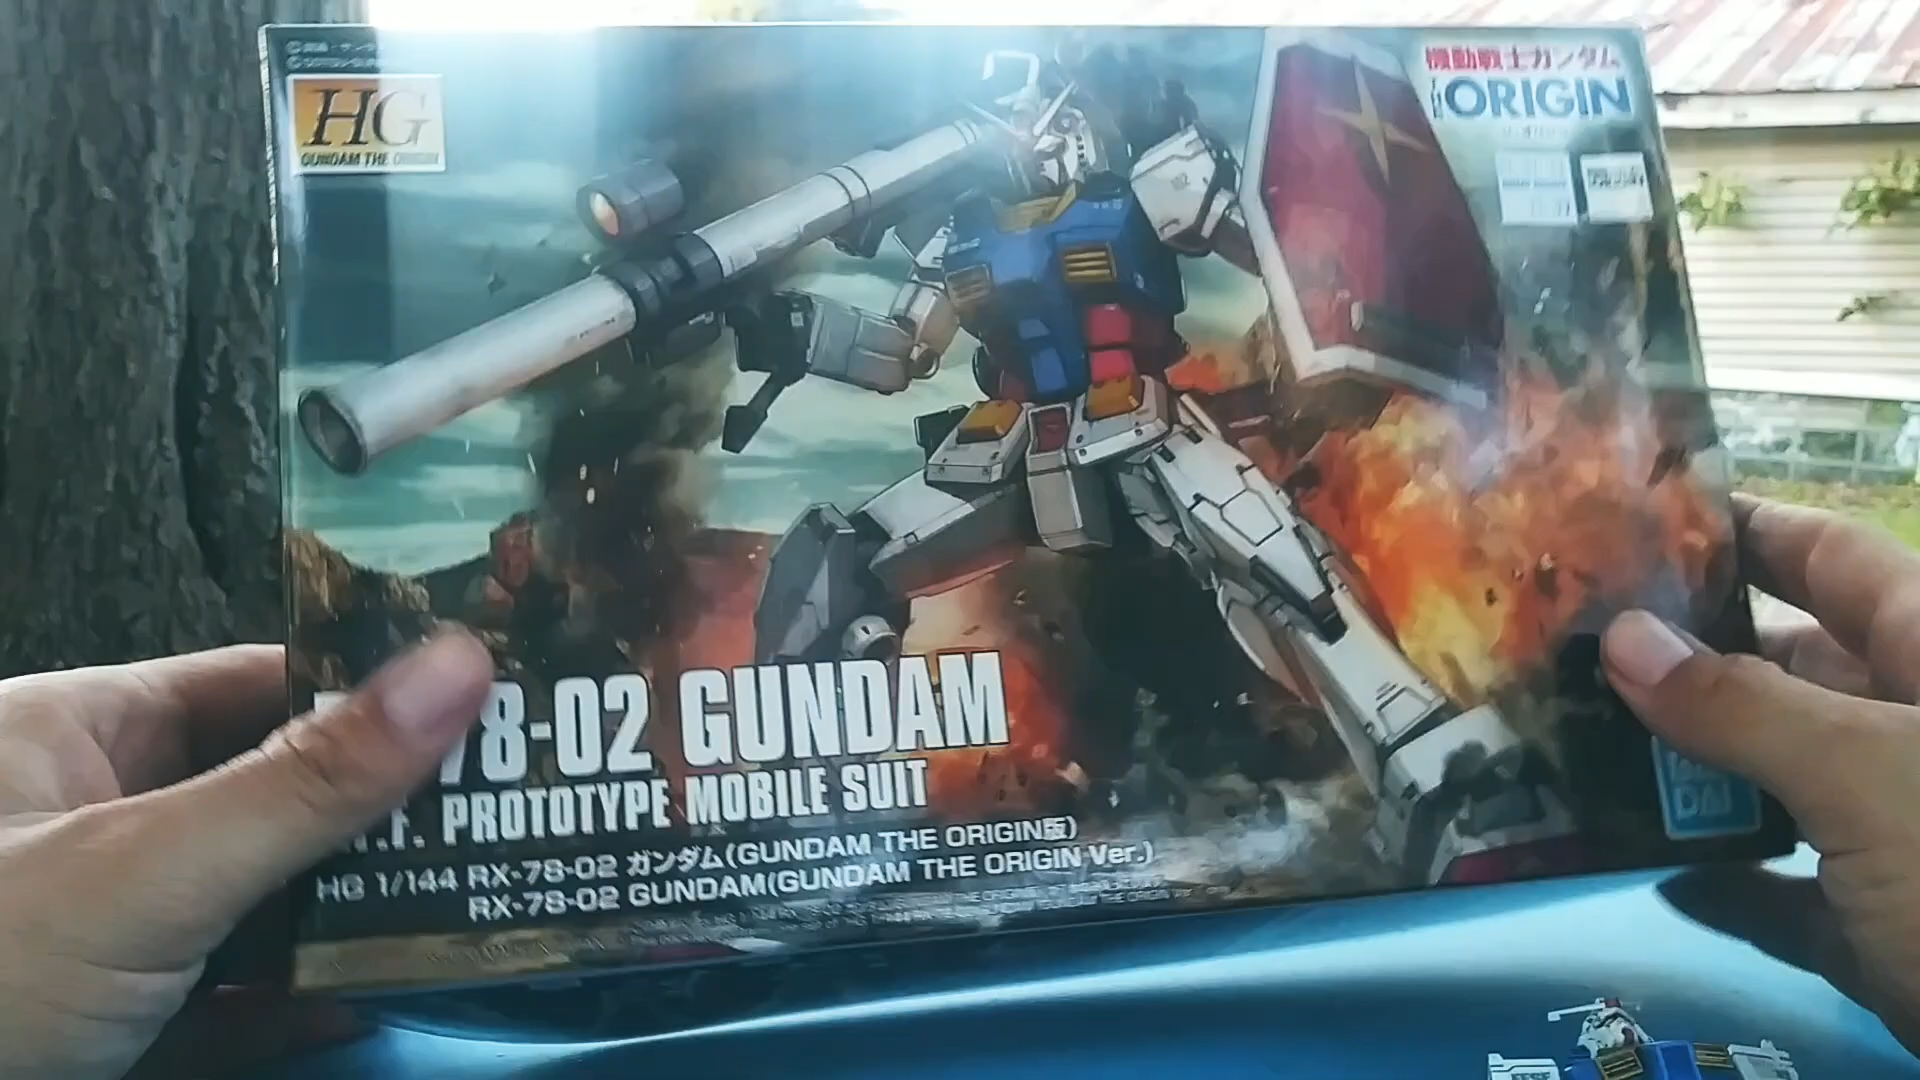 HG
GUNDAM THE ORIGIN
機動戦士ガンダム
THE ORIGIN
78-02 GUNDAM
.F. PROTOTYPE MOBILE SUIT
HG 1/144 RX-78-02 ガンダム(GUNDAM THE ORIGIN版)
RX-78-02 GUNDAM(GUNDAM THE ORIGIN Ver.)
DAI